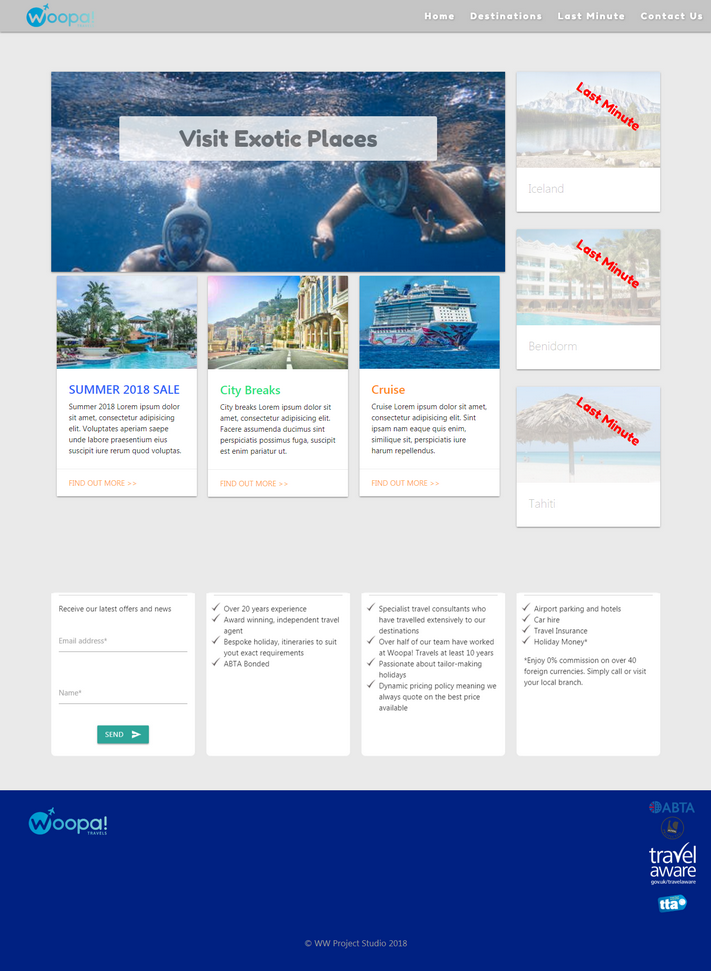 Woopa!
Home Destinations Last Minute Contact Us
Visit Exotic Places
Last Minute
Iceland
Last Minute
Benidorm
Last Minute
Tahiti
SUMMER 2018 SALE
Summer 2018 Lorem ipsum dolor
sit amet, consectetur adipisicing
elit. Voluptates aperiam saepe
unde labore praesentium eius
suscipit iure rerum quod voluptas.
FIND OUT MORE >>
City Breaks
City breaks Lorem ipsum dolor sit
amet, consectetur adipisicing elit.
Facere assumenda ducimus sint
perspiciatis possimus fuga, suscipit
est enim pariatur ut.
FIND OUT MORE >>
Cruise
Cruise Lorem ipsum dolor sit amet,
consectetur adipisicing elit. Sint
ipsam nam eaque quis enim,
similique sit, perspiciatis iure
harum repellendus.
FIND OUT MORE >>
Receive our latest offers and news
Email address*
Name*
SEND
✓ Over 20 years experience
✓ Award winning, independent travel
agent
✓ Bespoke holiday, itineraries to suit
yout exact requirements
✓ ABTA Bonded
✓ Specialist travel consultants who
have travelled extensively to our
destinations
✓ Over half of our team have worked
at Woopa! Travels at least 10 years
✓ Passionate about tailor-making
holidays
✓ Dynamic pricing policy meaning we
always quote on the best price
available
✓ Airport parking and hotels
✓ Car hire
✓ Travel Insurance
✓ Holiday Money*
*Enjoy 0% commission on over 40
foreign currencies. Simply call or visit
your local branch.
Woopa!
TRAVELS
ABTA
travel
aware
gov.uk/travelaware
tta
© WW Project Studio 2018